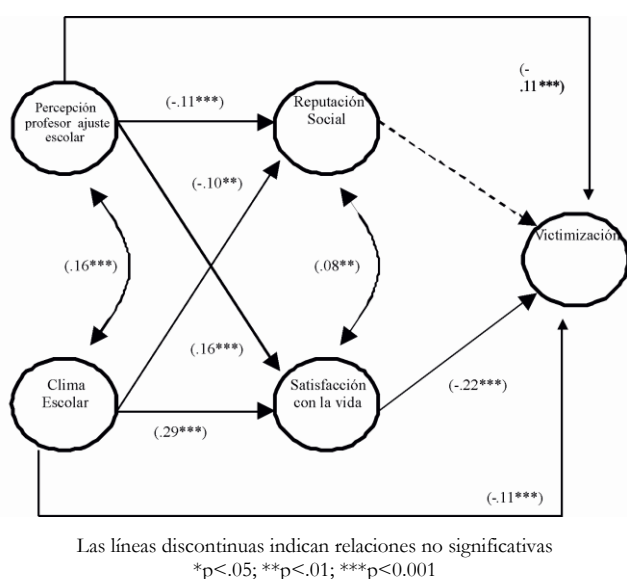 (-
.11***)
Percepción
profesor ajuste
escolar
(-.11***)
Reputación
Social
(-.10**)
Victimización
(.16***)
(.08**)
(.16***)
Clima
Escolar
Satisfacción
con la vida
(-.22***)
(.29***)
(-.11***)
Las líneas discontinuas indican relaciones no significativas
*p<.05; **p<.01; ***p<0.001